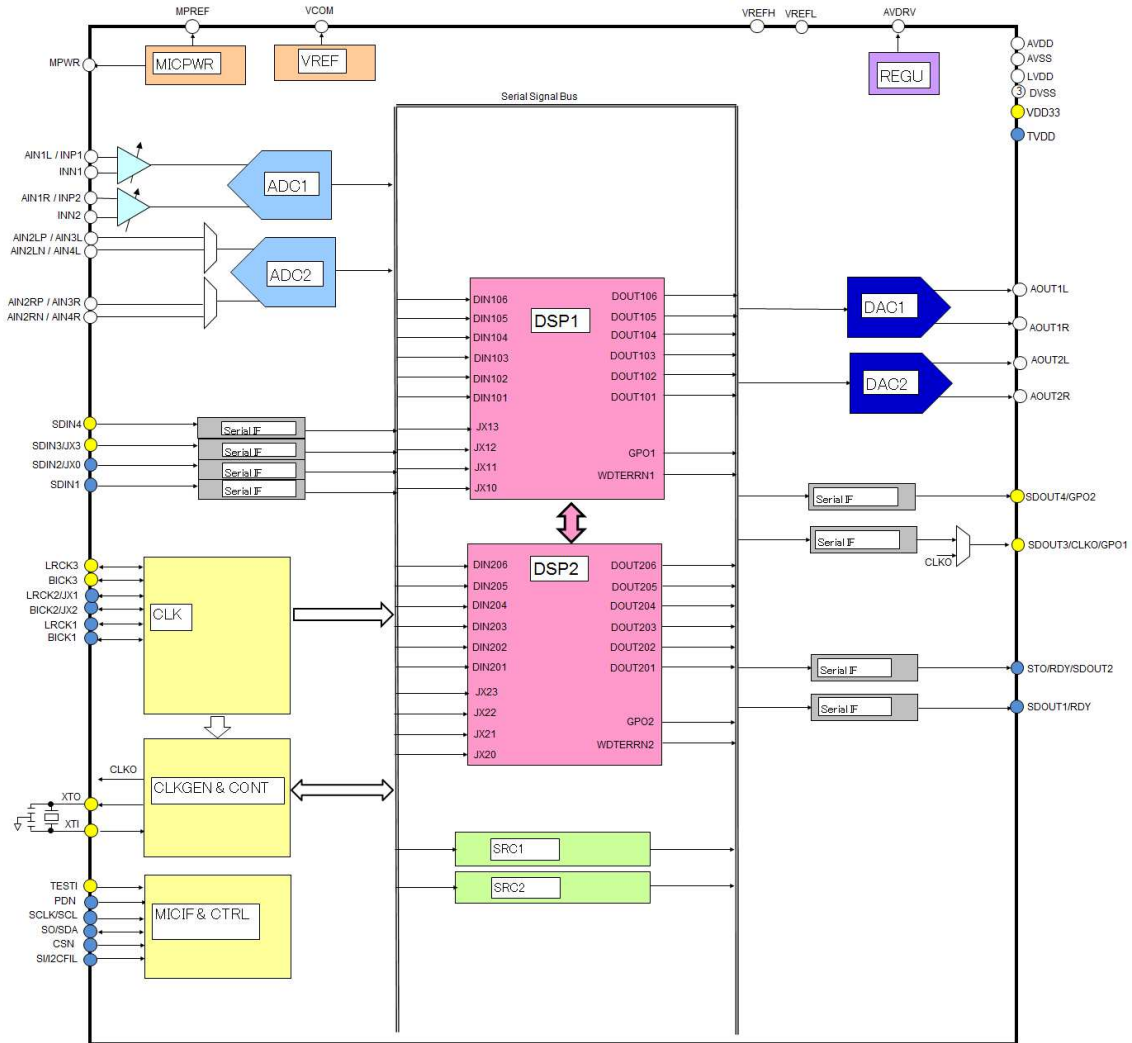 MPREF
VCOM
VREFH
VREFL
AVDRV
MPWR
MICPWR
VREF
REGU
AVDD
AVSS
LVDD
3 DVSS
VDD33
TVDD
Serial Signal Bus
AIN1L / INP1
INN1
AIN1R / INP2
INN2
ADC1
AIN2LP / AIN3L
AIN2LN / AIN4L
AIN2RP / AIN3R
AIN2RN / AIN4R
ADC2
DSP1
DIN106
DIN105
DIN104
DIN103
DIN102
DIN101
JX13
JX12
JX11
JX10
DOUT106
DOUT105
DOUT104
DOUT103
DOUT102
DOUT101
GPO1
WDTERRN1
DAC1
DAC2
AOUT1L
AOUT1R
AOUT2L
AOUT2R
SDIN4
SDIN3/JX3
SDIN2/JX0
SDIN1
Serial IF
Serial IF
Serial IF
Serial IF
Serial IF
SDOUT4/GPO2
Serial IF
CLKO
SDOUT3/CLKO/GPO1
LRCK3
BICK3
LRCK2/JX1
BICK2/JX2
LRCK1
BICK1
CLK
DSP2
DIN206
DIN205
DIN204
DIN203
DIN202
DIN201
JX23
JX22
JX21
JX20
DOUT206
DOUT205
DOUT204
DOUT203
DOUT202
DOUT201
GPO2
WDTERRN2
Serial IF
STO/RDY/SDOUT2
Serial IF
SDOUT1/RDY
CLKO
XTO
XTI
CLKGEN & CONT
SRC1
SRC2
TESTI
PDN
SCLK/SCL
SO/SDA
CSN
SI/I2CFIL
MICIF & CTRL